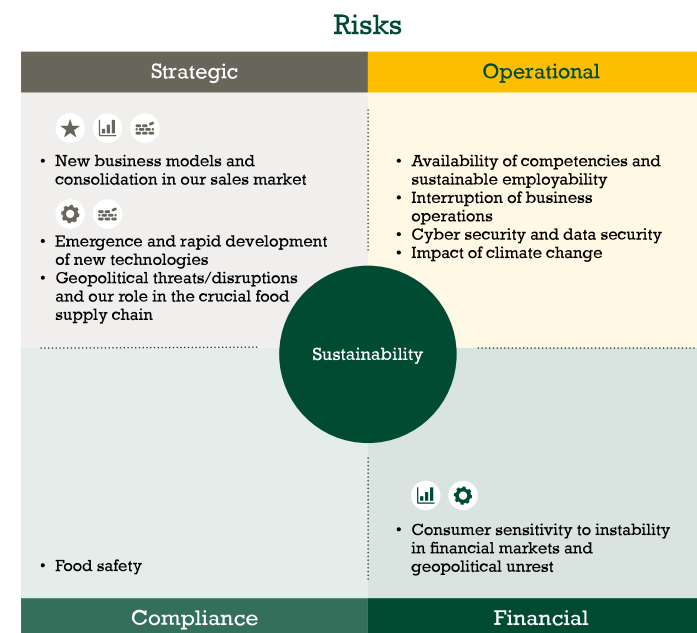 Risks
Strategic
Operational
• New business models and
consolidation in our sales market
• Emergence and rapid development
of new technologies
• Geopolitical threats/disruptions
and our role in the crucial food
supply chain
• Availability of competencies and
sustainable employability
• Interruption of business
operations
• Cyber security and data security
• Impact of climate change
Sustainability
• Food safety
• Consumer sensitivity to instability
in financial markets and
geopolitical unrest
Compliance
Financial